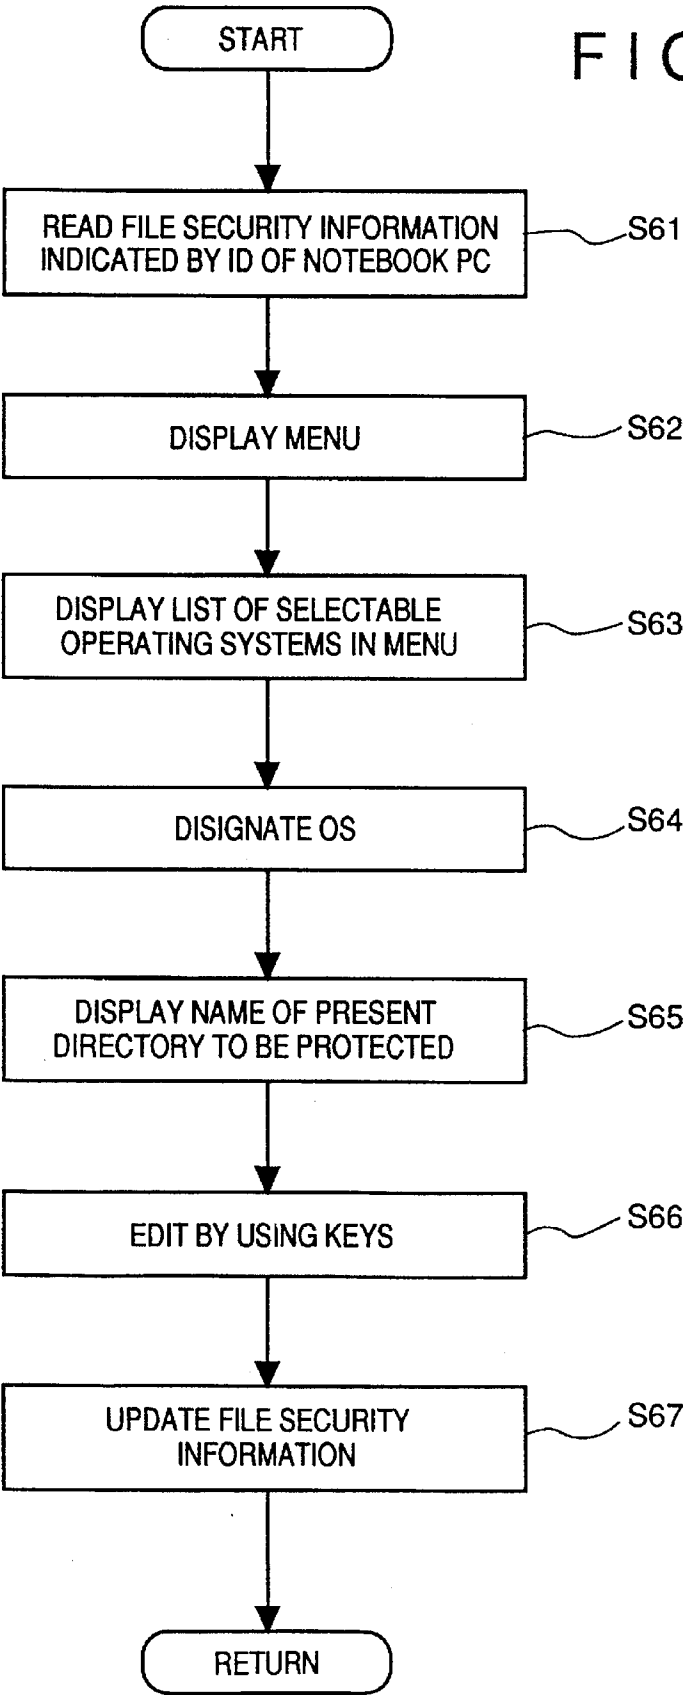 START
FI
READ FILE SECURITY INFORMATION
INDICATED BY ID OF NOTEBOOK PC
S61
DISPLAY MENU
S62
DISPLAY LIST OF SELECTABLE
OPERATING SYSTEMS IN MENU
S63
DISIGNATE OS
S64
DISPLAY NAME OF PRESENT
DIRECTORY TO BE PROTECTED
S65
EDIT BY USING KEYS
S66
UPDATE FILE SECURITY
INFORMATION
S67
RETURN